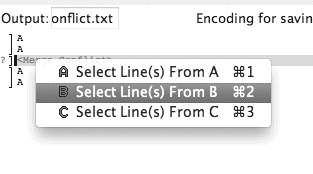 Output: onflict.txt Encoding for savin
A
A
? <Merge Conflict>
A
A
A Select Line(s) From A ⌘1
B Select Line(s) From B ⌘2
C Select Line(s) From C ⌘3